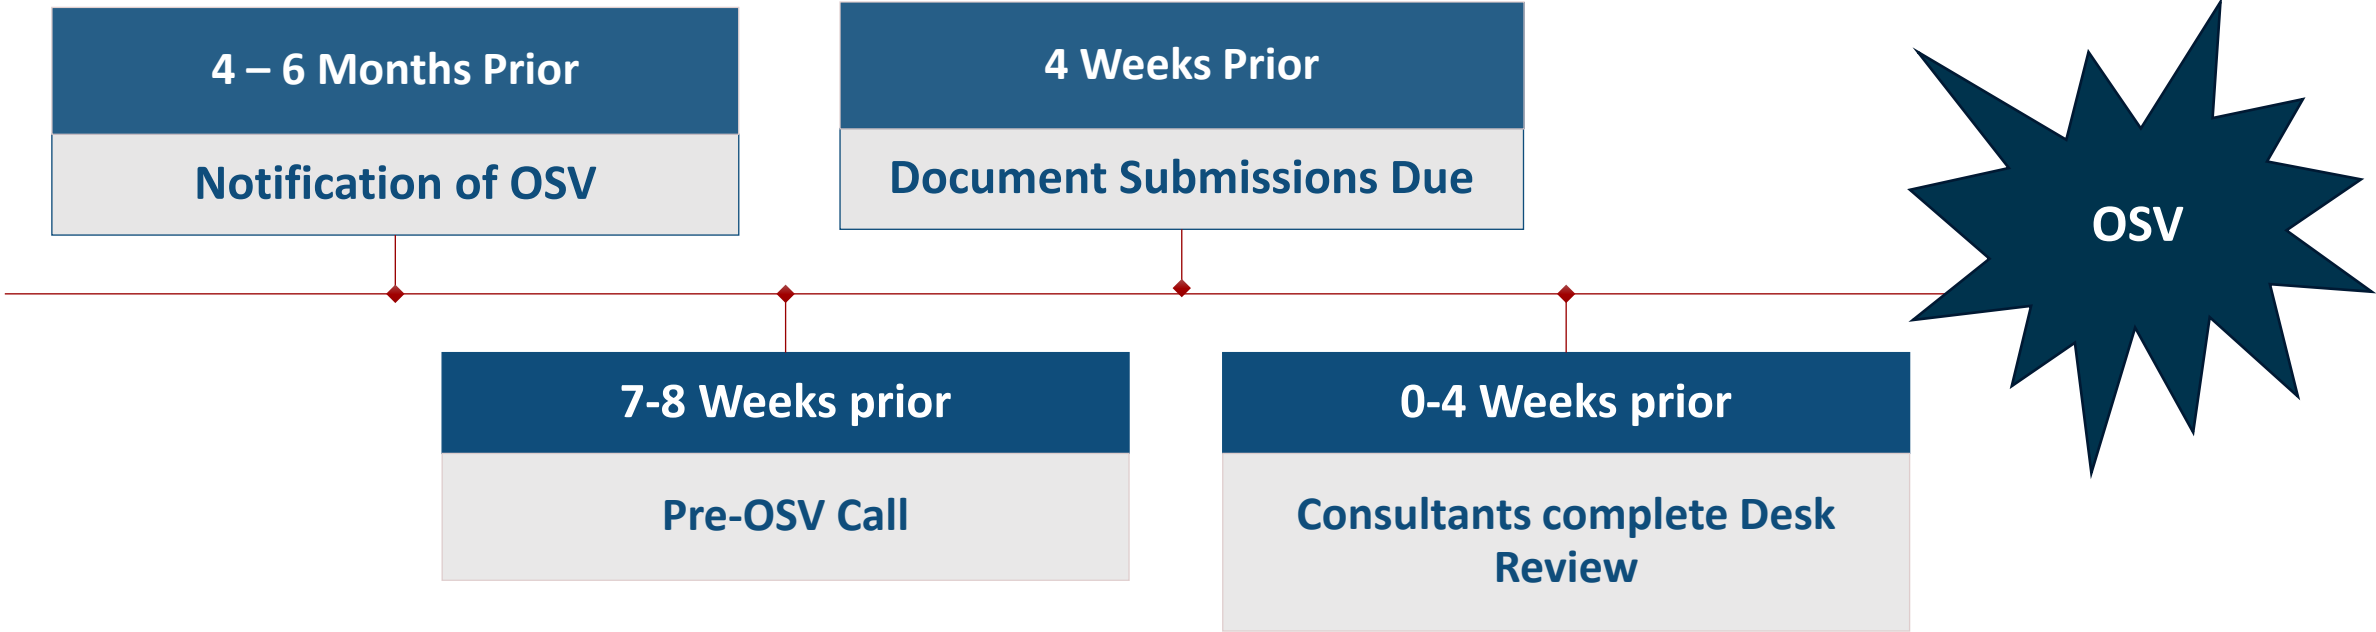 4 – 6 Months Prior
Notification of OSV
7-8 Weeks prior
Pre-OSV Call
4 Weeks Prior
Document Submissions Due
0-4 Weeks prior
Consultants complete Desk
Review
OSV